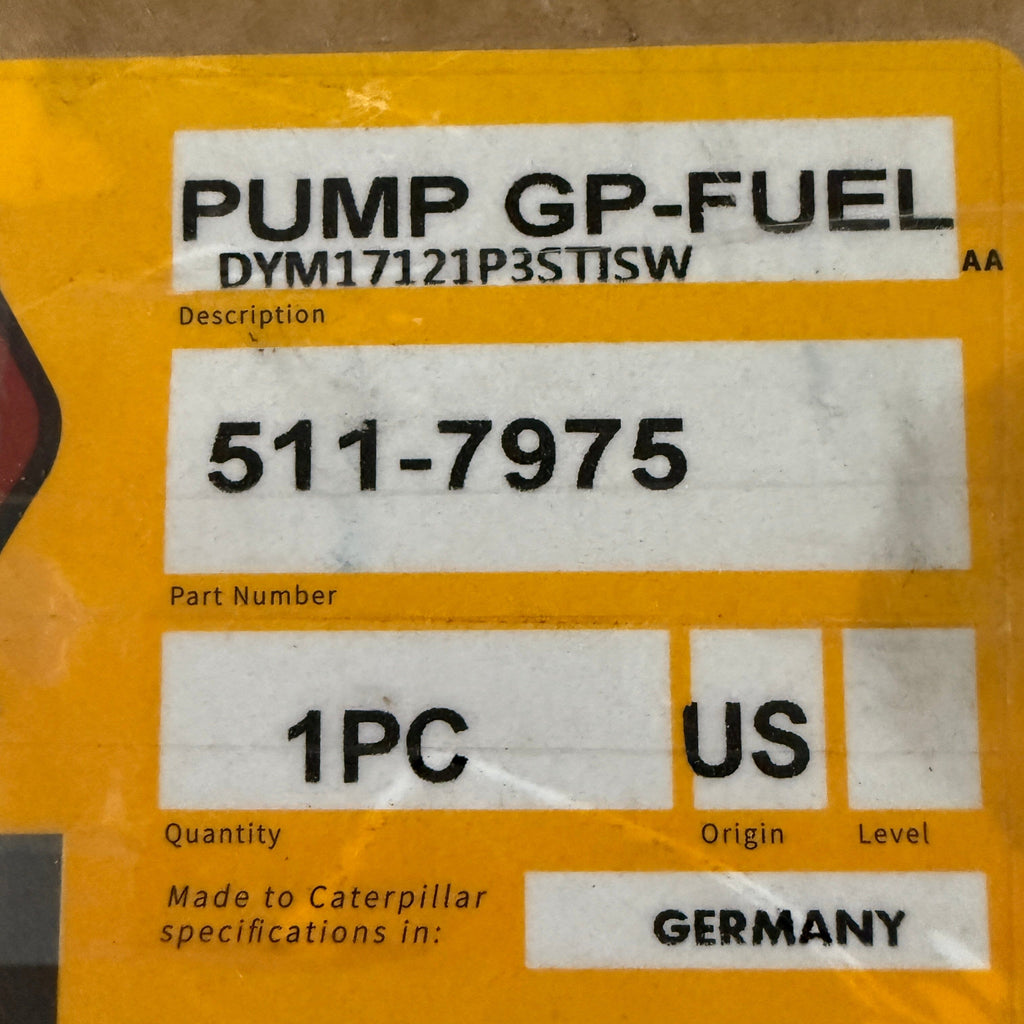 PUMP GP-FUEL
DYM17121P3STISW
AA
Description
511-7975
Part Number
1PC
US
Quantity
Origin
Level
Made to Caterpillar
specifications in:
GERMANY